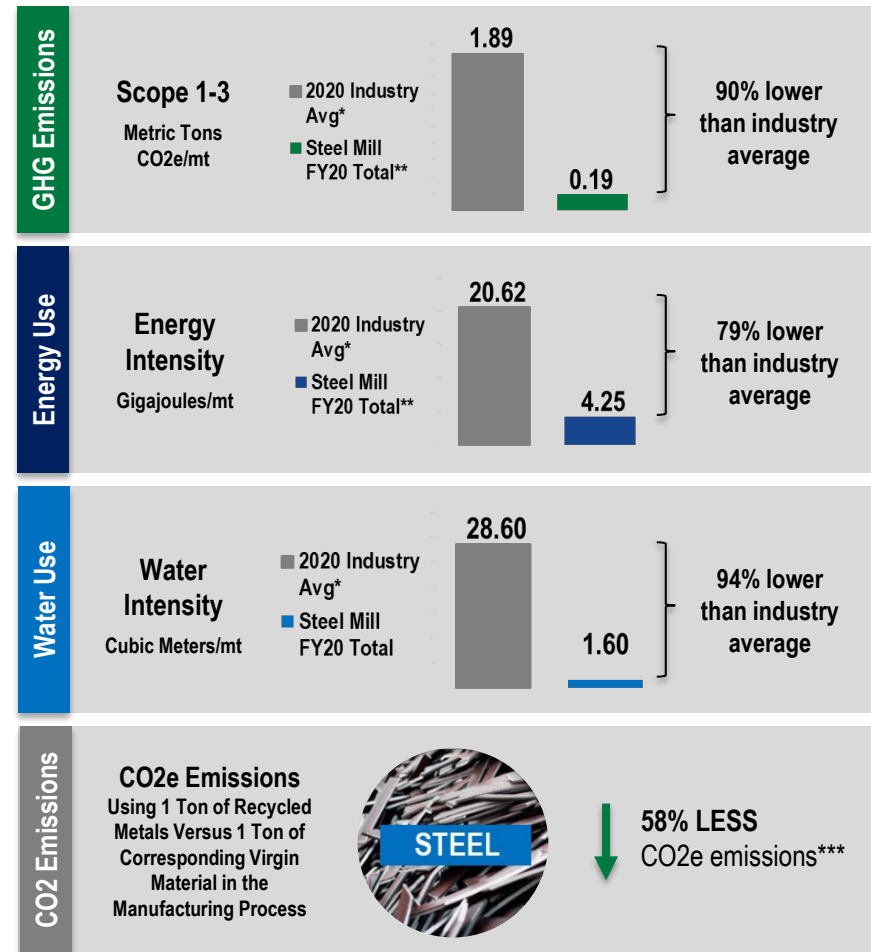 GHG Emissions
Scope 1-3
Metric Tons
CO2e/mt
2020 Industry
Avg*
Steel Mill
FY20 Total**
1.89
0.19
90% lower
than industry
average
Energy Use
Energy
Intensity
Gigajoules/mt
2020 Industry
Avg*
Steel Mill
FY20 Total**
20.62
4.25
79% lower
than industry
average
Water Use
Water
Intensity
Cubic Meters/mt
2020 Industry
Avg*
Steel Mill
FY20 Total
28.60
1.60
94% lower
than industry
average
CO2 Emissions
CO2e Emissions
Using 1 Ton of Recycled
Metals Versus 1 Ton of
Corresponding Virgin
Material in the
Manufacturing Process
STEEL
58% LESS
CO2e emissions***